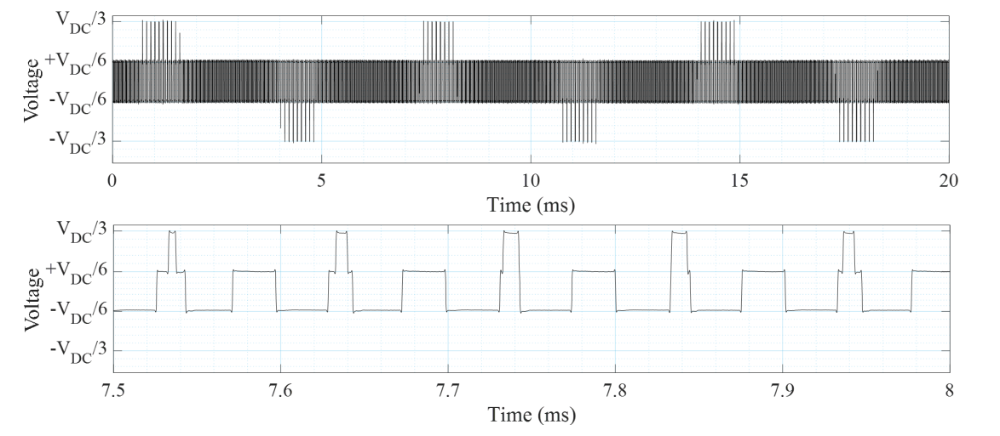 V_DC/3
+V_DC/6
-V_DC/6
-V_DC/3
Voltage
0 5 10 15 20
Time (ms)
V_DC/3
+V_DC/6
-V_DC/6
-V_DC/3
Voltage
7.5 7.6 7.7 7.8 7.9 8
Time (ms)